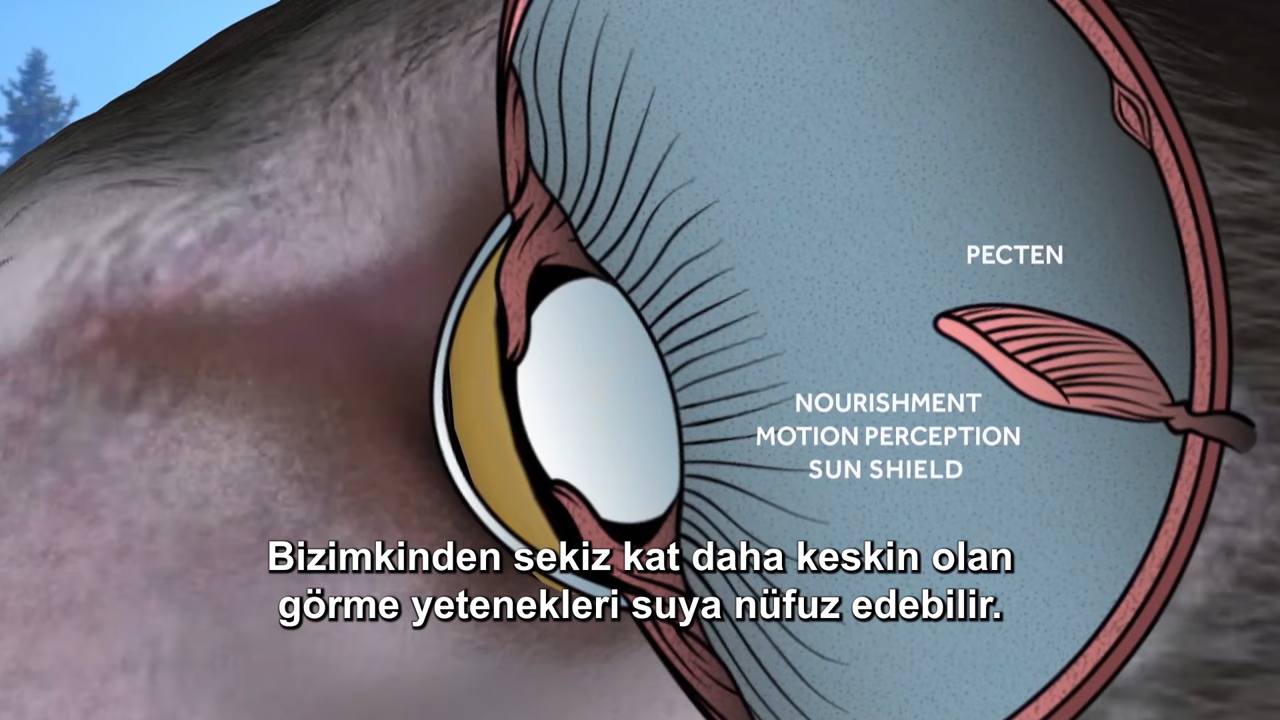 PECTEN
NOURISHMENT
MOTION PERCEPTION
SUN SHIELD
Bizimkinden sekiz kat daha keskin olan
görme yetenekleri suya nüfuz edebilir.